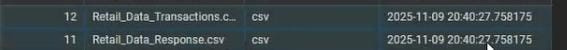 12 Retail_Data_Transactions.c... csv 2025-11-09 20:40:27.758175
11 Retail_Data_Response.csv csv 2025-11-09 20:40:27.758175